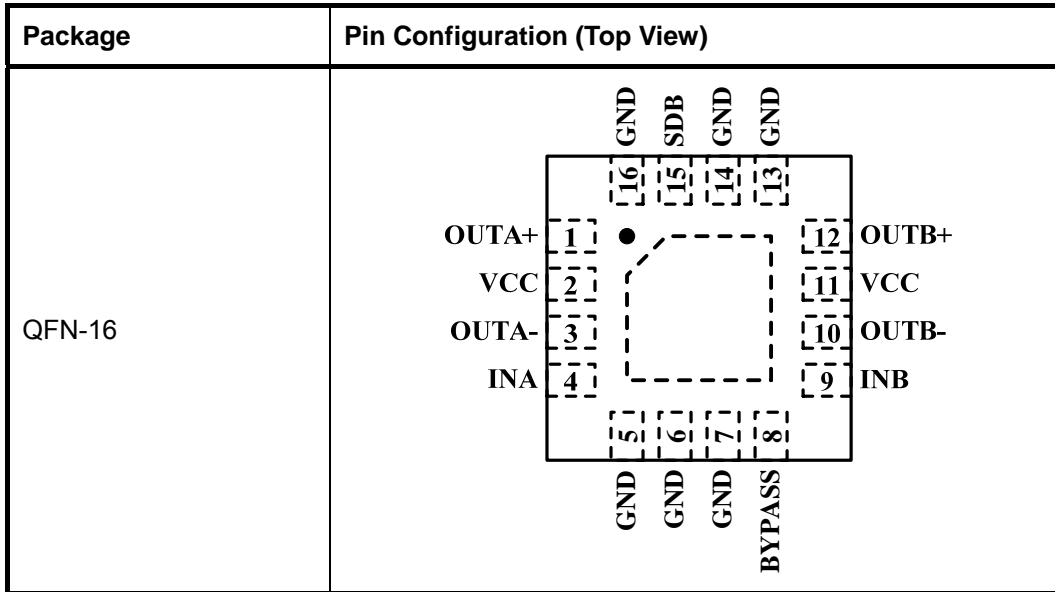 Package
Pin Configuration (Top View)
QFN-16
GND SDB GND GND
16 15 14 13
OUTA+ 1 12 OUTB+
VCC 2 11 VCC
OUTA- 3 10 OUTB-
INA 4 9 INB
5 6 7 8
GND GND GND BYPASS